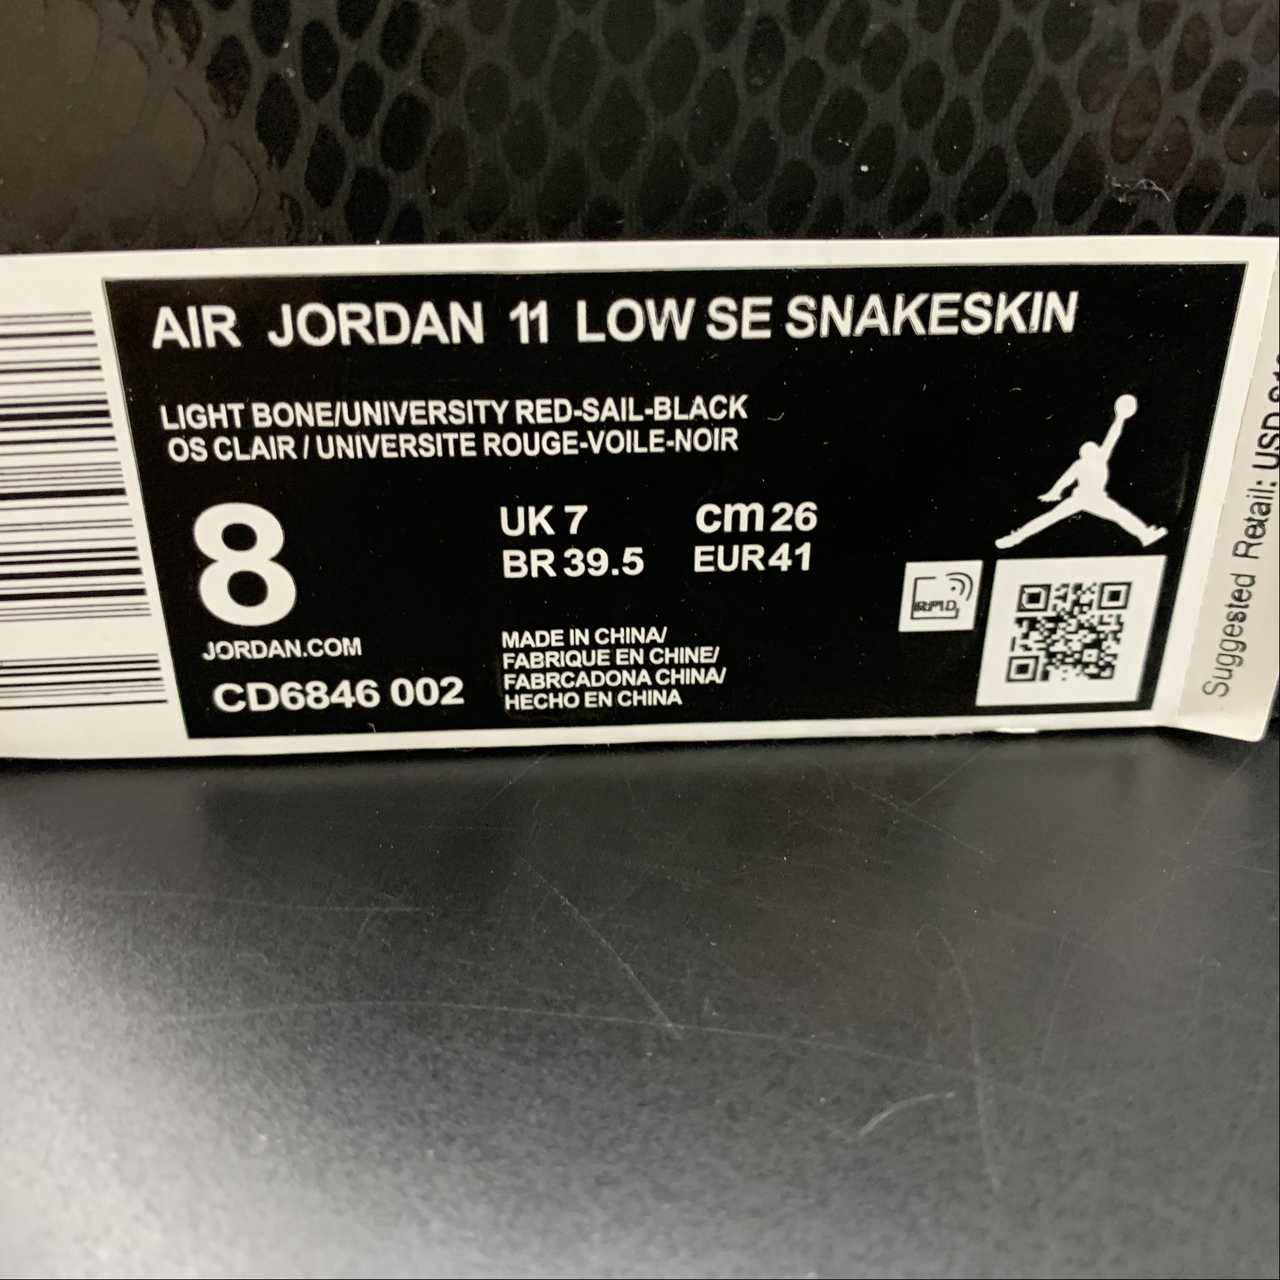 AIR JORDAN 11 LOW SE SNAKESKIN
LIGHT BONE/UNIVERSITY RED-SAIL-BLACK
OS CLAIR / UNIVERSITE ROUGE-VOILE-NOIR
8
UK 7
cm 26
BR 39.5
EUR 41
JORDAN.COM
CD6846 002
MADE IN CHINA/
FABRIQUE EN CHINE/
FABRCADONA CHINA/
HECHO EN CHINA
Suggested Retail: USD